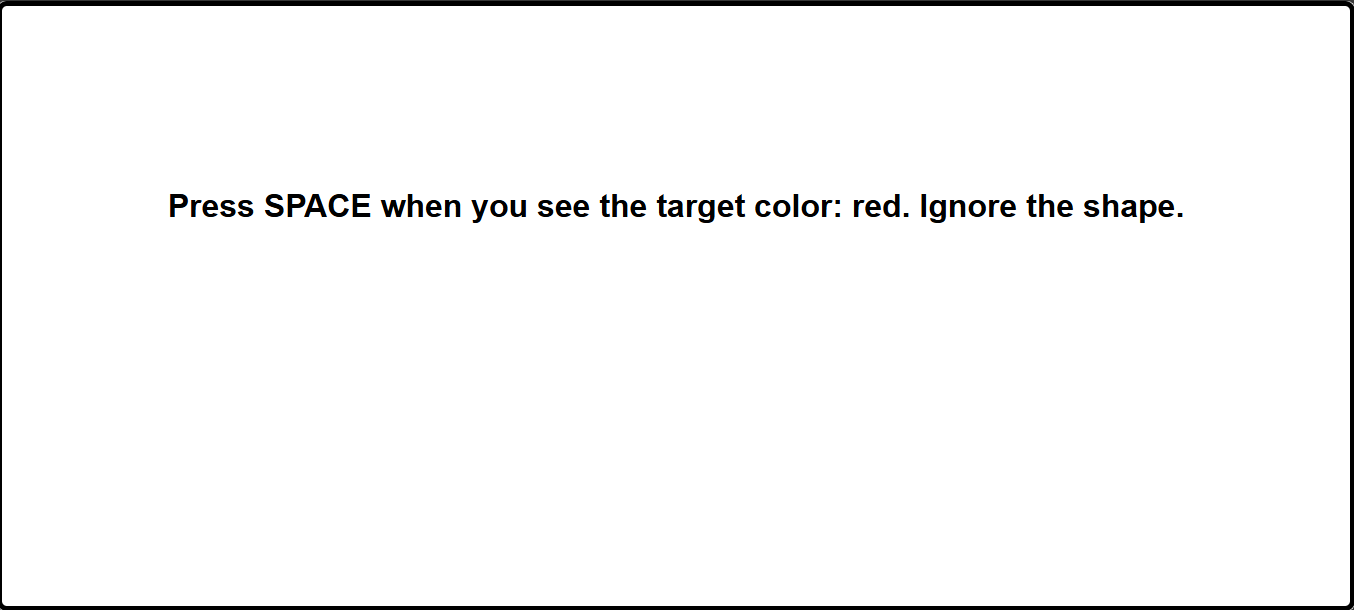 Press SPACE when you see the target color: red. Ignore the shape.